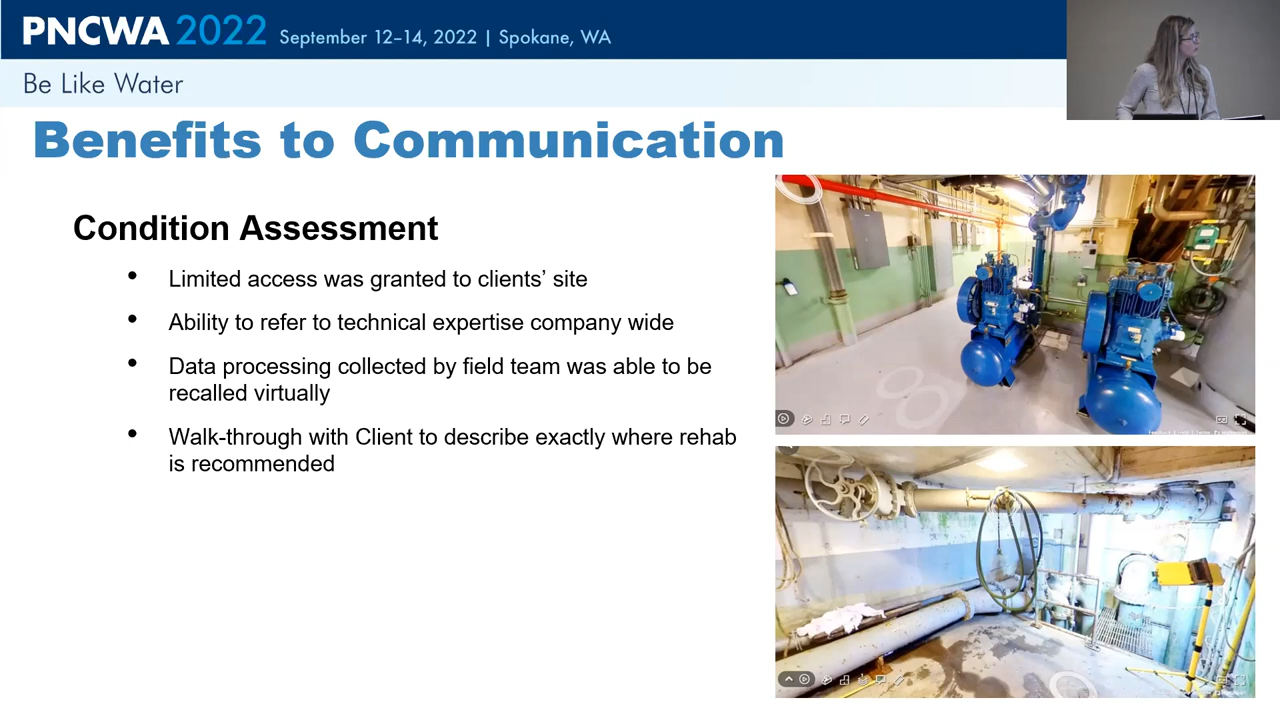 PNCWA 2022 September 12–14, 2022 | Spokane, WA
Be Like Water
Benefits to Communication
Condition Assessment
• Limited access was granted to clients’ site
• Ability to refer to technical expertise company wide
• Data processing collected by field team was able to be
recalled virtually
• Walk-through with Client to describe exactly where rehab
is recommended